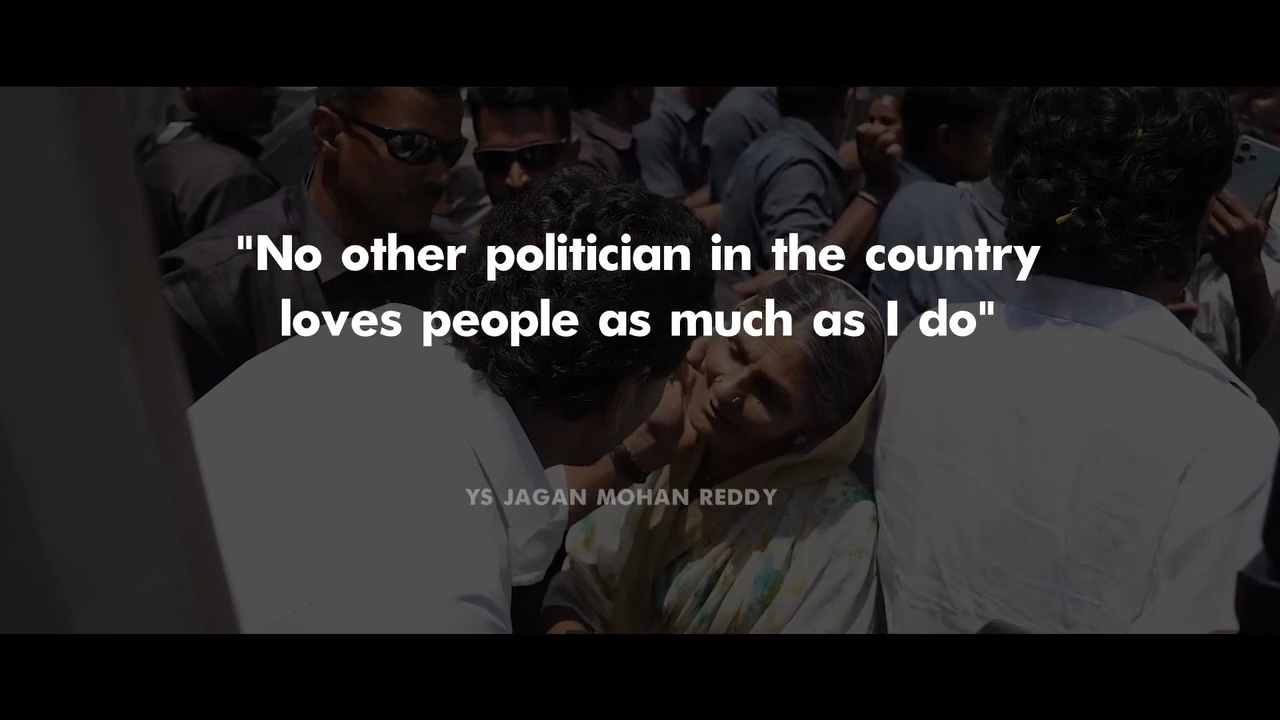 "No other politician in the country
loves people as much as I do"
YS JAGAN MOHAN REDDY